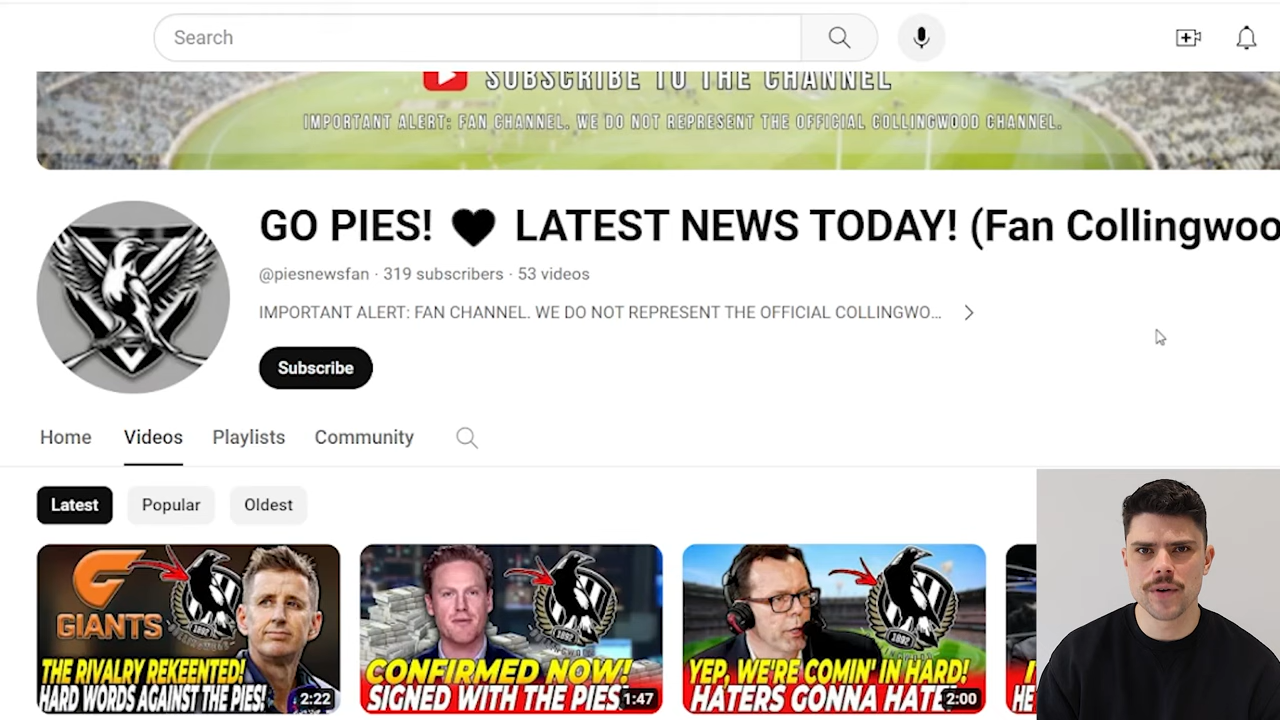 Search
SUBSCRIBE TO THE CHANNEL
IMPORTANT ALERT: FAN CHANNEL. WE DO NOT REPRESENT THE OFFICIAL COLLINGWOOD CHANNEL.
GO PIES! 🖤 LATEST NEWS TODAY! (Fan Collingwoo
@piesnewsfan · 319 subscribers · 53 videos
IMPORTANT ALERT: FAN CHANNEL. WE DO NOT REPRESENT THE OFFICIAL COLLINGWO...
Subscribe
Home Videos Playlists Community
Latest Popular Oldest
GIANTS
1892
THE RIVALRY REKEENTED!
HARD WORDS AGAINST THE PIES!
2:22
1892
CONFIRMED NOW!
SIGNED WITH THE PIES
1:47
1892
YEP, WE'RE COMIN' IN HARD!
HATERS GONNA HATE
2:00
HE